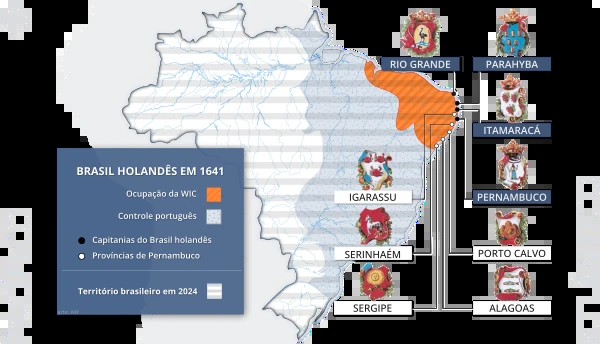 RIO GRANDE
PARAHYBA
ITAMARACÁ
BRASIL HOLANDÊS EM 1641
Ocupação da WIC
Controle português
Capitanias do Brasil holandês
Províncias de Pernambuco
Território brasileiro em 2024
IGARASSU
PERNAMBUCO
SERINHAÉM
PORTO CALVO
SERGIPE
ALAGOAS